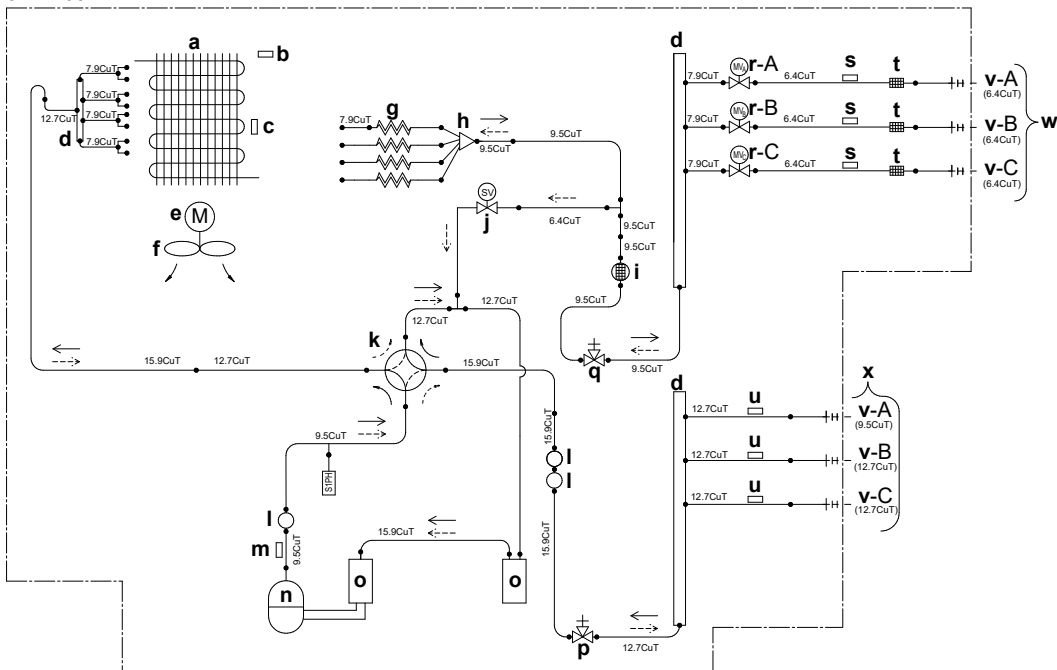 a
b
7.9CuT
7.9CuT
7.9CuT
7.9CuT
12.7CuT
d
c
e M
f
g
7.9CuT
h
9.5CuT
9.5CuT
SV
j
6.4CuT
9.5CuT
9.5CuT
i
9.5CuT
q
9.5CuT
d
7.9CuT
r-A
6.4CuT
s
t
v-A
(6.4CuT)
7.9CuT
r-B
6.4CuT
s
t
v-B
(6.4CuT)
7.9CuT
r-C
6.4CuT
s
t
v-C
(6.4CuT)
w
12.7CuT
12.7CuT
k
15.9CuT
12.7CuT
15.9CuT
9.5CuT
S1PH
l
m
9.5CuT
n
15.9CuT
o
o
15.9CuT
l
l
15.9CuT
p
12.7CuT
d
12.7CuT
u
12.7CuT
u
12.7CuT
u
x
v-A
(9.5CuT)
v-B
(12.7CuT)
v-C
(12.7CuT)